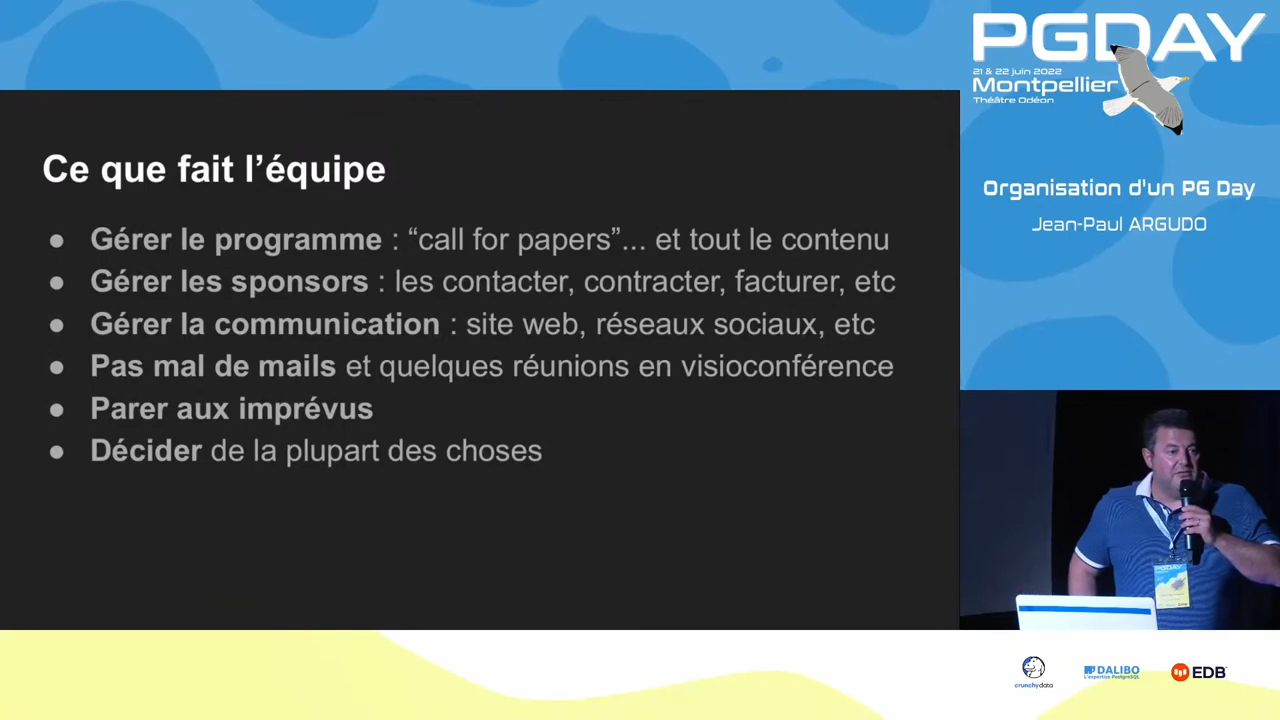 Ce que fait l’équipe
● Gérer le programme : “call for papers”... et tout le contenu
● Gérer les sponsors : les contacter, contracter, facturer, etc
● Gérer la communication : site web, réseaux sociaux, etc
● Pas mal de mails et quelques réunions en visioconférence
● Parer aux imprévus
● Décider de la plupart des choses
PGDAY
21 & 22 juin 2022
Montpellier
Théâtre Odéon
Organisation d'un PG Day
Jean-Paul ARGUDO
PGDAY
crunchydata
DALIBO
L'expertise PostgreSQL
EDB